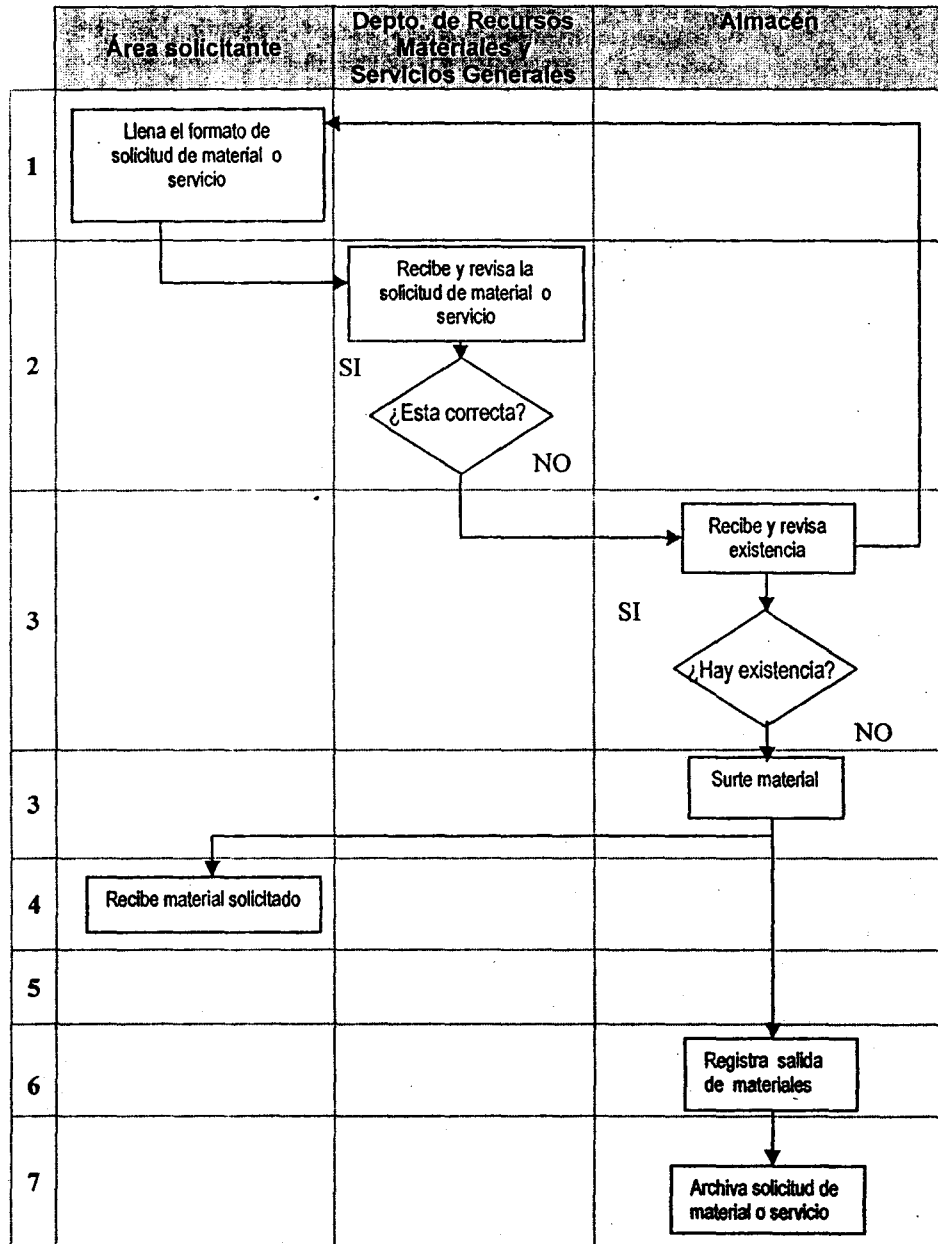 Área solicitante
Depto. de Recursos
Materiales y
Servicios Generales
Almacén
1
Llena el formato de
solicitud de material o
servicio
2
Recibe y revisa la
solicitud de material o
servicio
SI
¿Esta correcta?
NO
3
Recibe y revisa
existencia
SI
¿Hay existencia?
NO
3
Surte material
4
Recibe material solicitado
5
6
Registra salida
de materiales
7
Archiva solicitud de
material o servicio